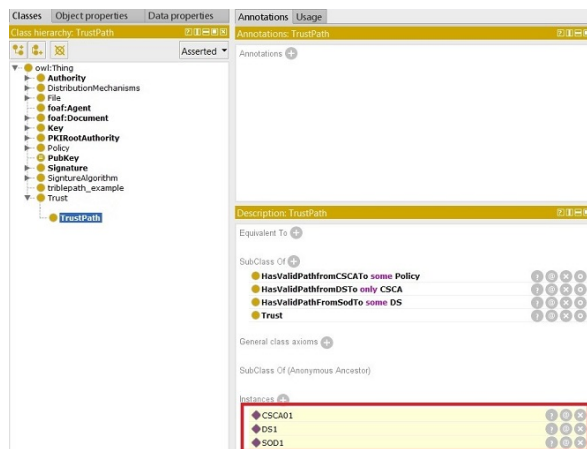 Classes Object properties Data properties
Class hierarchy: TrustPath
Asserted
owl:Thing
Authority
DistributionMechanisms
File
foaf:Agent
foaf:Document
Key
PKIRootAuthority
Policy
PubKey
Signature
SigntureAlgorithm
triblepath_example
Trust
TrustPath
Annotations Usage
Annotations: TrustPath
Annotations
Description: TrustPath
Equivalent To
SubClass Of
HasValidPathfromCSCATo some Policy
HasValidPathfromDSTo only CSCA
HasValidPathFromSodTo some DS
Trust
General class axioms
SubClass Of (Anonymous Ancestor)
Instances
CSCA01
DS1
SOD1